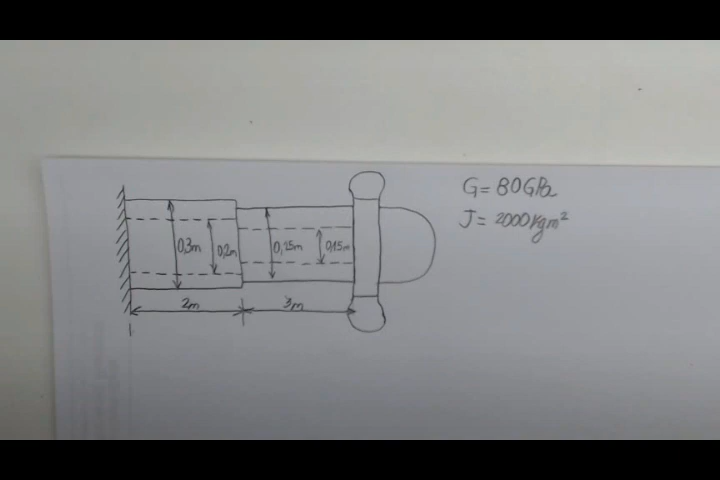 G = 80GPa
J = 2000kgm²
0,3m
0,2m
0,25m
0,15m
2m
3m